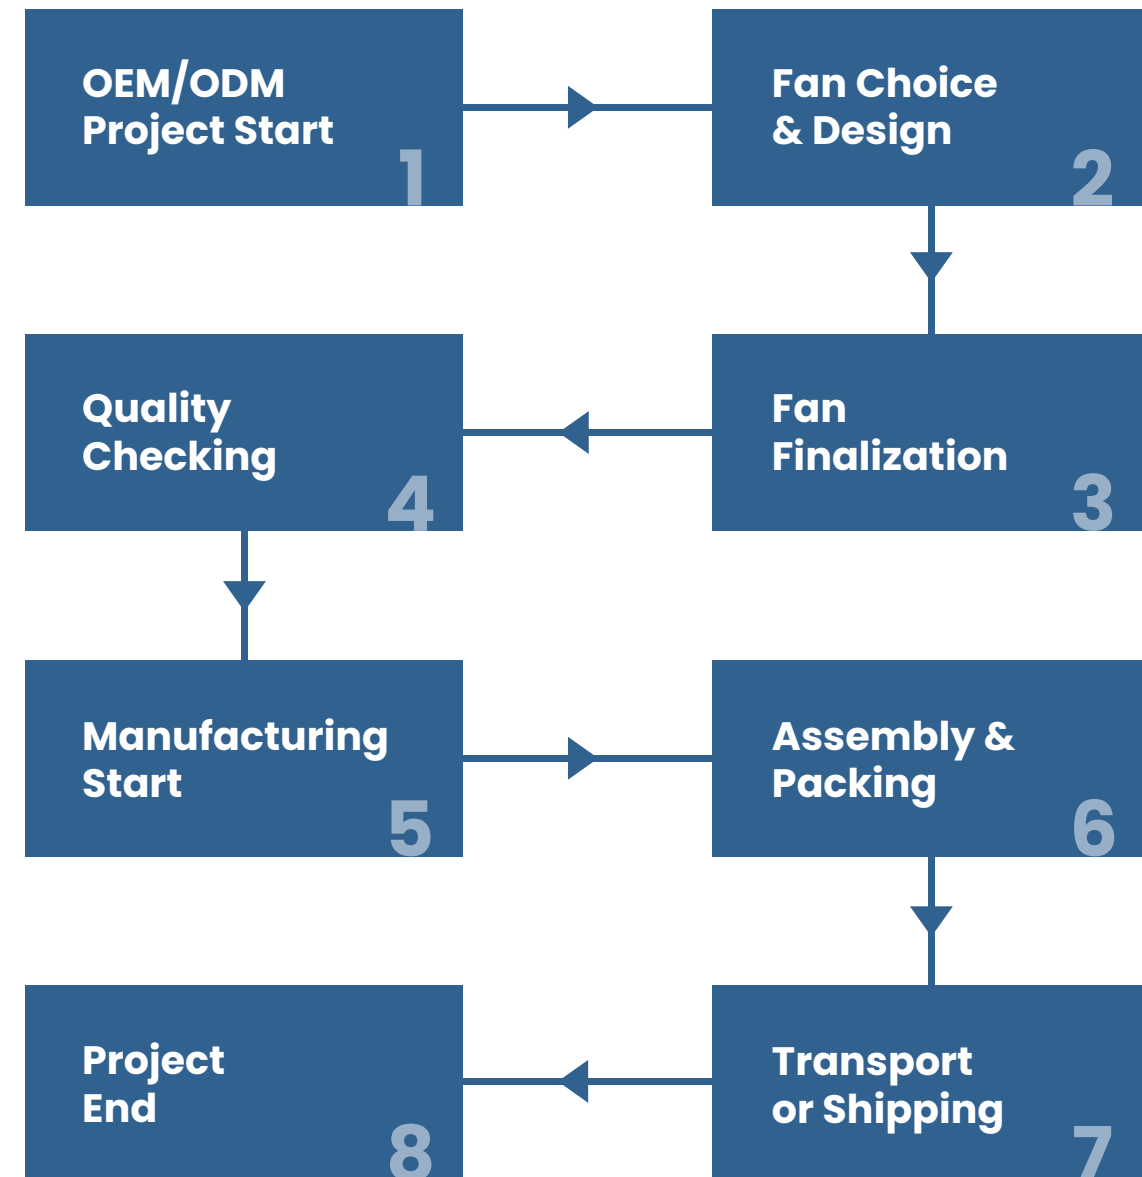 OEM/ODM
Project Start
1
Fan Choice
& Design
2
Fan
Finalization
3
Quality
Checking
4
Manufacturing
Start
5
Assembly &
Packing
6
Transport
or Shipping
7
Project
End
8